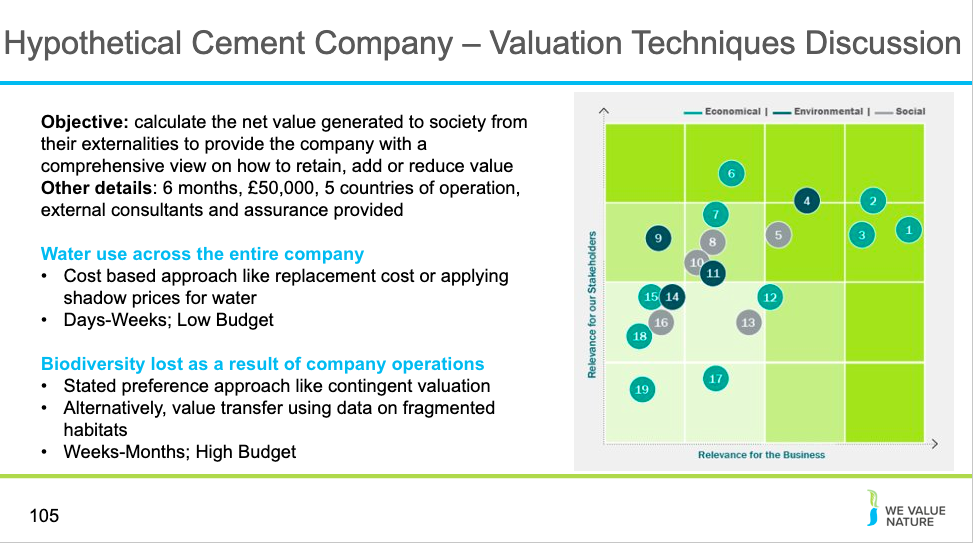 Hypothetical Cement Company – Valuation Techniques Discussion
Objective: calculate the net value generated to society from
their externalities to provide the company with a
comprehensive view on how to retain, add or reduce value
Other details: 6 months, £50,000, 5 countries of operation,
external consultants and assurance provided
Water use across the entire company
• Cost based approach like replacement cost or applying
shadow prices for water
• Days-Weeks; Low Budget
Biodiversity lost as a result of company operations
• Stated preference approach like contingent valuation
• Alternatively, value transfer using data on fragmented
habitats
• Weeks-Months; High Budget
Economical | Environmental | Social
Relevance for our Stakeholders
6
4
2
7
1
9
8
5
3
10
11
15
14
12
16
13
18
17
19
Relevance for the Business
105
WE VALUE
NATURE